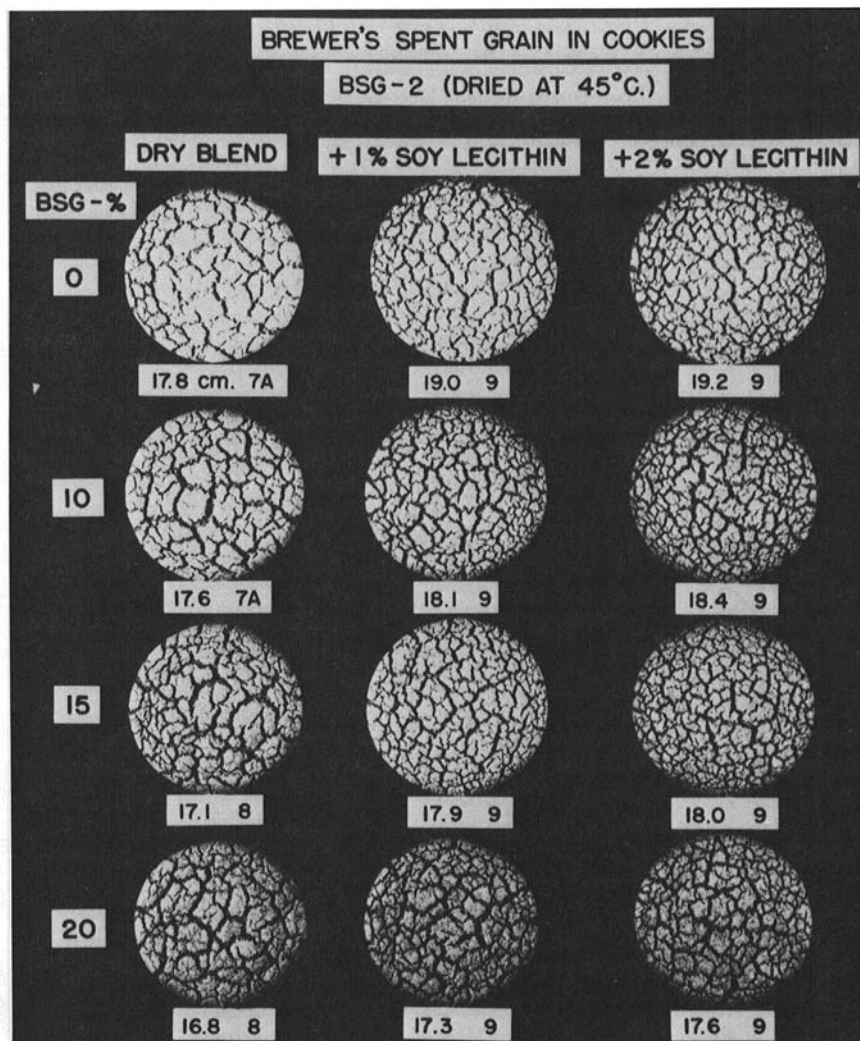 BREWER'S SPENT GRAIN IN COOKIES
BSG-2 (DRIED AT 45°C.)
DRY BLEND +1% SOY LECITHIN +2% SOY LECITHIN
BSG-%
0
17.8 cm. 7A 19.0 9 19.2 9
10
17.6 7A 18.1 9 18.4 9
15
17.1 8 17.9 9 18.0 9
20
16.8 8 17.3 9 17.6 9